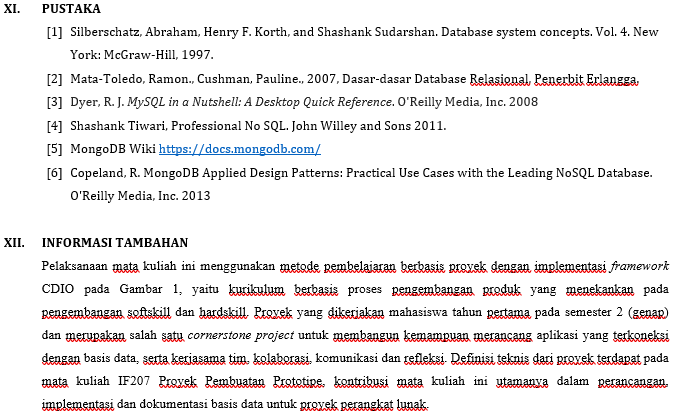 XI. PUSTAKA
[1] Silberschatz, Abraham, Henry F. Korth, and Shashank Sudarshan. Database system concepts. Vol. 4. New
York: McGraw-Hill, 1997.
[2] Mata-Toledo, Ramon., Cushman, Pauline., 2007, Dasar-dasar Database Relasional, Penerbit Erlangga.
[3] Dyer, R. J. MySQL in a Nutshell: A Desktop Quick Reference. O'Reilly Media, Inc. 2008
[4] Shashank Tiwari, Professional No SQL. John Willey and Sons 2011.
[5] MongoDB Wiki https://docs.mongodb.com/
[6] Copeland, R. MongoDB Applied Design Patterns: Practical Use Cases with the Leading NoSQL Database.
O'Reilly Media, Inc. 2013
XII. INFORMASI TAMBAHAN
Pelaksanaan mata kuliah ini menggunakan metode pembelajaran berbasis proyek dengan implementasi framework
CDIO pada Gambar 1, yaitu kurikulum berbasis proses pengembangan produk yang menekankan pada
pengembangan softskill dan hardskill. Proyek yang dikerjakan mahasiswa tahun pertama pada semester 2 (genap)
dan merupakan salah satu cornerstone project untuk membangun kemampuan merancang aplikasi yang terkoneksi
dengan basis data, serta kerjasama tim, kolaborasi, komunikasi dan refleksi. Definisi teknis dari proyek terdapat pada
mata kuliah IF207 Proyek Pembuatan Prototipe, kontribusi mata kuliah ini utamanya dalam perancangan,
implementasi dan dokumentasi basis data untuk proyek perangkat lunak.